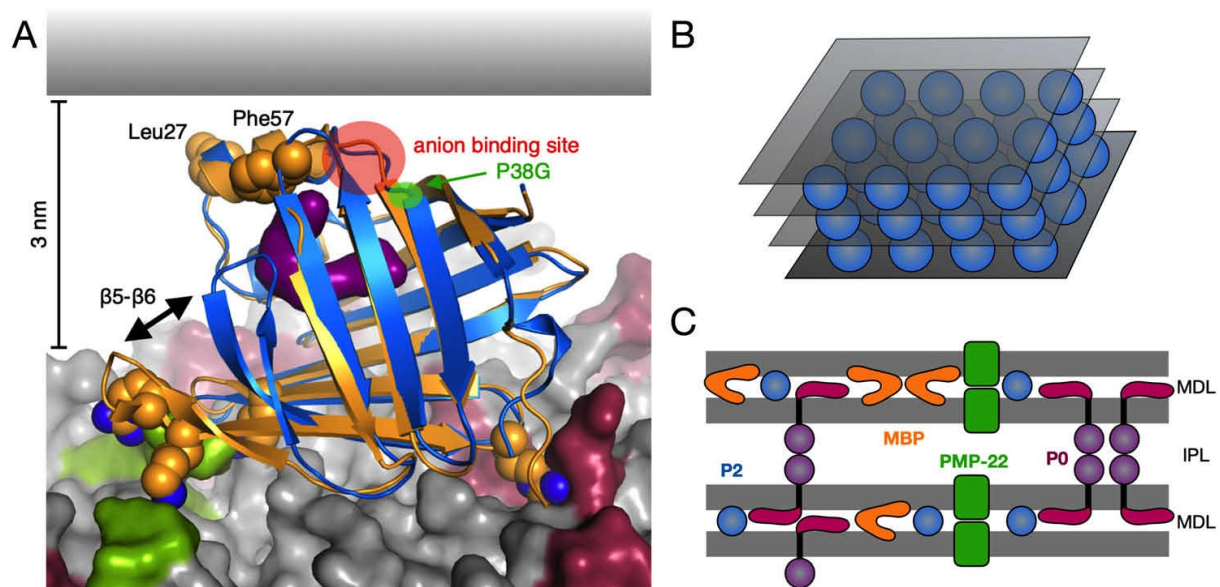 A
3 nm
Leu27
Phe57
anion binding site
P38G
β5-β6
B
C
MDL
MBP
P2
PMP-22
P0
IPL
MDL